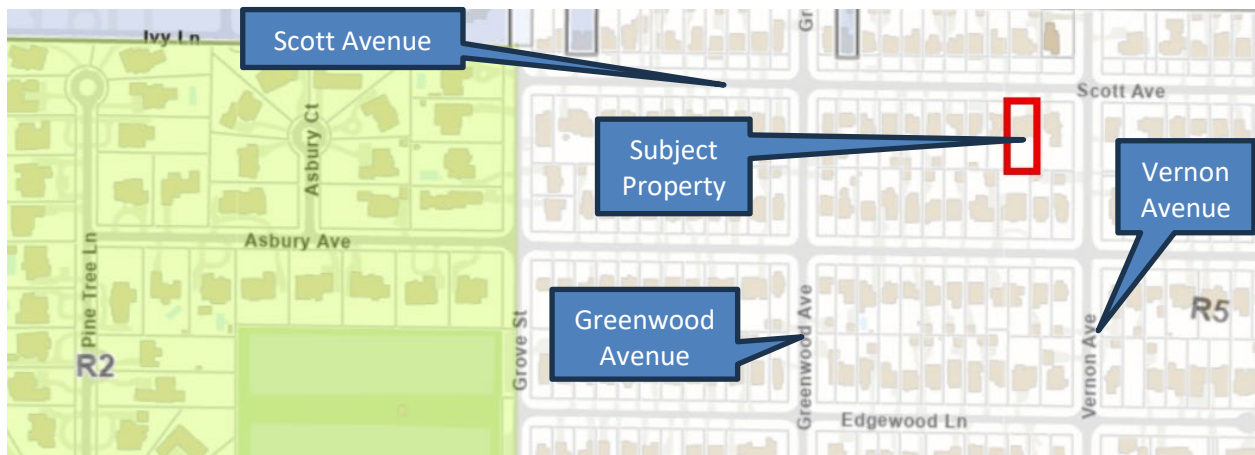 Ivy Ln
Scott Avenue
Gr
Scott Ave
Asbury Ct
Subject
Property
Vernon
Avenue
Asbury Ave
Pine Tree Ln
R2
Grove St
Greenwood
Avenue
Greenwood Ave
Vernon Ave
R5
Edgewood Ln